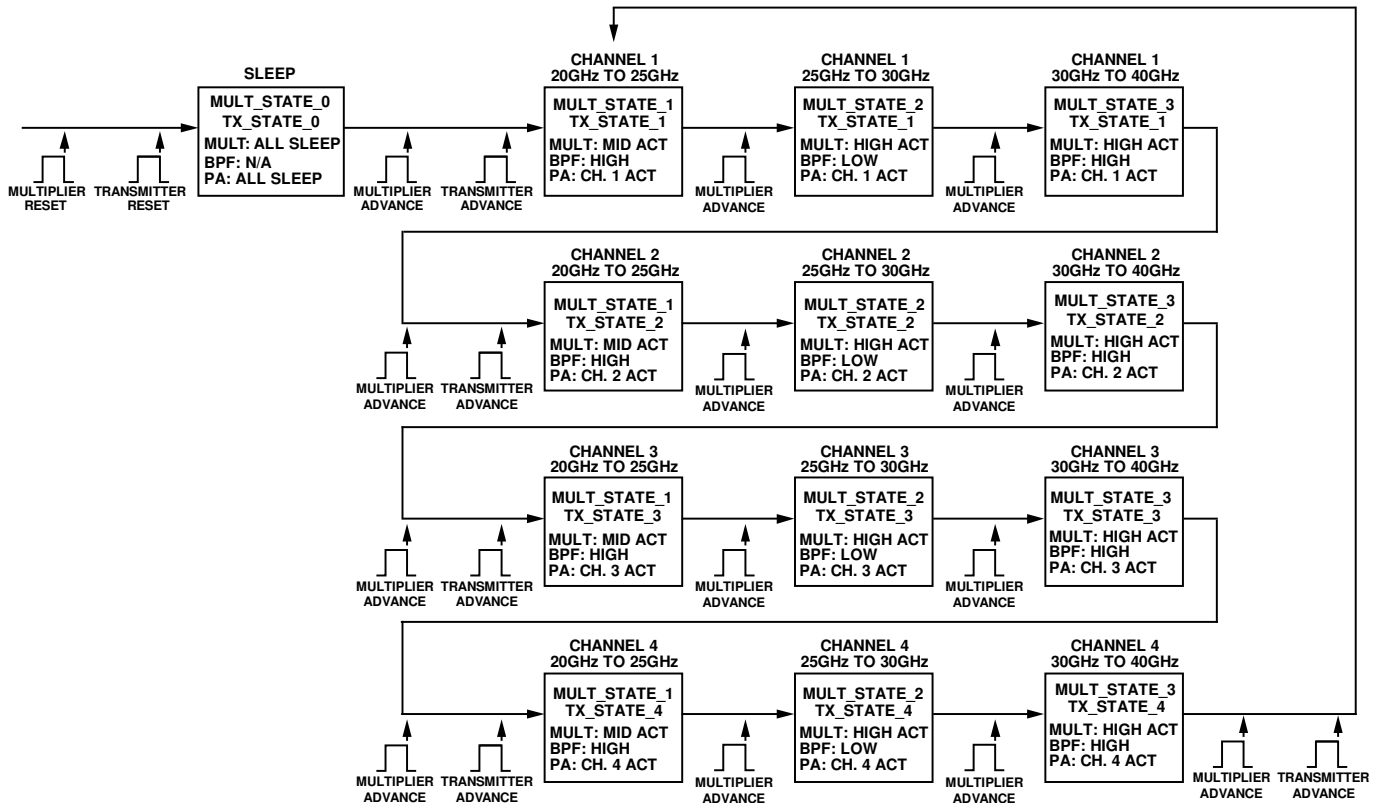 SLEEP
MULT_STATE_0
TX_STATE_0
MULT: ALL SLEEP
BPF: N/A
PA: ALL SLEEP
MULTIPLIER
RESET
TRANSMITTER
RESET
MULTIPLIER
ADVANCE
TRANSMITTER
ADVANCE
CHANNEL 1
20GHz TO 25GHz
MULT_STATE_1
TX_STATE_1
MULT: MID ACT
BPF: HIGH
PA: CH. 1 ACT
MULTIPLIER
ADVANCE
CHANNEL 1
25GHz TO 30GHz
MULT_STATE_2
TX_STATE_1
MULT: HIGH ACT
BPF: LOW
PA: CH. 1 ACT
MULTIPLIER
ADVANCE
CHANNEL 1
30GHz TO 40GHz
MULT_STATE_3
TX_STATE_1
MULT: HIGH ACT
BPF: HIGH
PA: CH. 1 ACT
MULTIPLIER
ADVANCE
TRANSMITTER
ADVANCE
CHANNEL 2
20GHz TO 25GHz
MULT_STATE_1
TX_STATE_2
MULT: MID ACT
BPF: HIGH
PA: CH. 2 ACT
MULTIPLIER
ADVANCE
CHANNEL 2
25GHz TO 30GHz
MULT_STATE_2
TX_STATE_2
MULT: HIGH ACT
BPF: LOW
PA: CH. 2 ACT
MULTIPLIER
ADVANCE
CHANNEL 2
30GHz TO 40GHz
MULT_STATE_3
TX_STATE_2
MULT: HIGH ACT
BPF: HIGH
PA: CH. 2 ACT
MULTIPLIER
ADVANCE
TRANSMITTER
ADVANCE
CHANNEL 3
20GHz TO 25GHz
MULT_STATE_1
TX_STATE_3
MULT: MID ACT
BPF: HIGH
PA: CH. 3 ACT
MULTIPLIER
ADVANCE
CHANNEL 3
25GHz TO 30GHz
MULT_STATE_2
TX_STATE_3
MULT: HIGH ACT
BPF: LOW
PA: CH. 3 ACT
MULTIPLIER
ADVANCE
CHANNEL 3
30GHz TO 40GHz
MULT_STATE_3
TX_STATE_3
MULT: HIGH ACT
BPF: HIGH
PA: CH. 3 ACT
MULTIPLIER
ADVANCE
TRANSMITTER
ADVANCE
CHANNEL 4
20GHz TO 25GHz
MULT_STATE_1
TX_STATE_4
MULT: MID ACT
BPF: HIGH
PA: CH. 4 ACT
MULTIPLIER
ADVANCE
CHANNEL 4
25GHz TO 30GHz
MULT_STATE_2
TX_STATE_4
MULT: HIGH ACT
BPF: LOW
PA: CH. 4 ACT
MULTIPLIER
ADVANCE
CHANNEL 4
30GHz TO 40GHz
MULT_STATE_3
TX_STATE_4
MULT: HIGH ACT
BPF: HIGH
PA: CH. 4 ACT
MULTIPLIER
ADVANCE
TRANSMITTER
ADVANCE